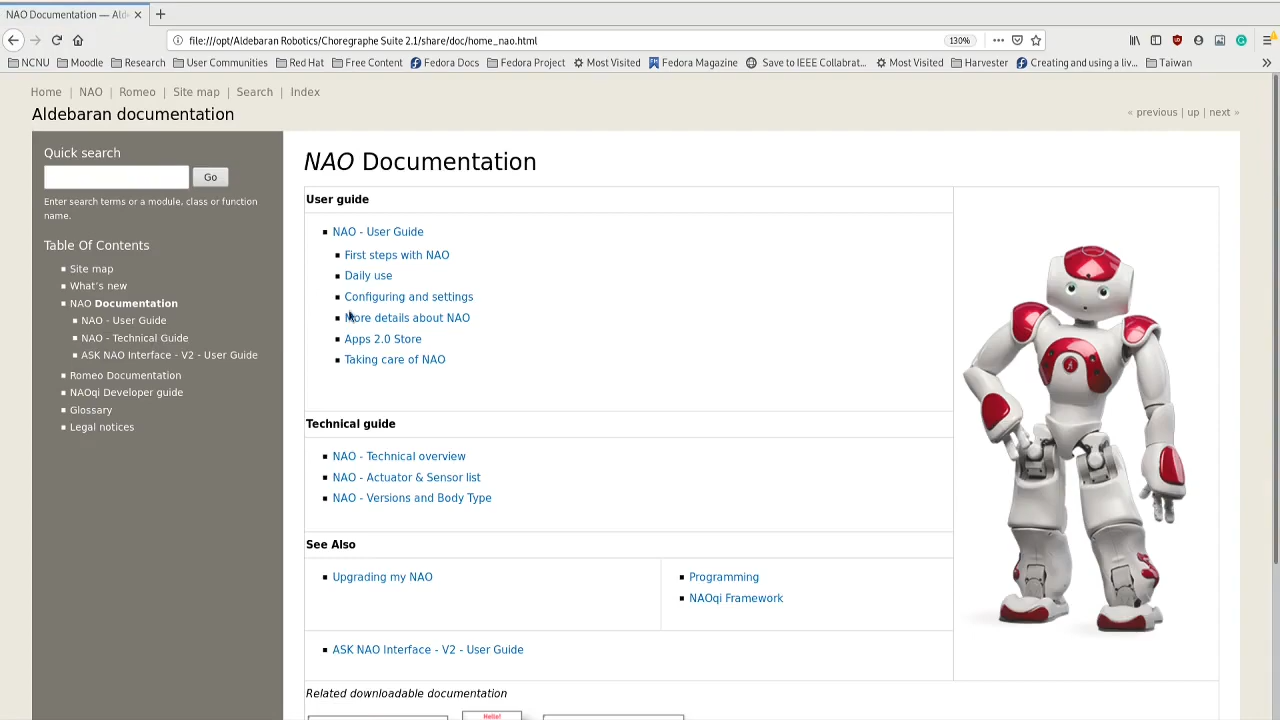 NAO Documentation — Ald
file:///opt/Aldebaran Robotics/Choregraphe Suite 2.1/share/doc/home_nao.html
130%
NCNU
Moodle
Research
User Communities
Red Hat
Free Content
Fedora Docs
Fedora Project
Most Visited
Fedora Magazine
Save to IEEE Collabrat...
Most Visited
Harvester
Creating and using a liv...
Taiwan
Home | NAO | Romeo | Site map | Search | Index
Aldebaran documentation
« previous | up | next »
Quick search
Go
Enter search terms or a module, class or function
name.
Table Of Contents
Site map
What's new
NAO Documentation
NAO - User Guide
NAO - Technical Guide
ASK NAO Interface - V2 - User Guide
Romeo Documentation
NAOqi Developer guide
Glossary
Legal notices
NAO Documentation
User guide
NAO - User Guide
First steps with NAO
Daily use
Configuring and settings
More details about NAO
Apps 2.0 Store
Taking care of NAO
Technical guide
NAO - Technical overview
NAO - Actuator & Sensor list
NAO - Versions and Body Type
See Also
Upgrading my NAO
Programming
NAOqi Framework
ASK NAO Interface - V2 - User Guide
Related downloadable documentation
Hello!